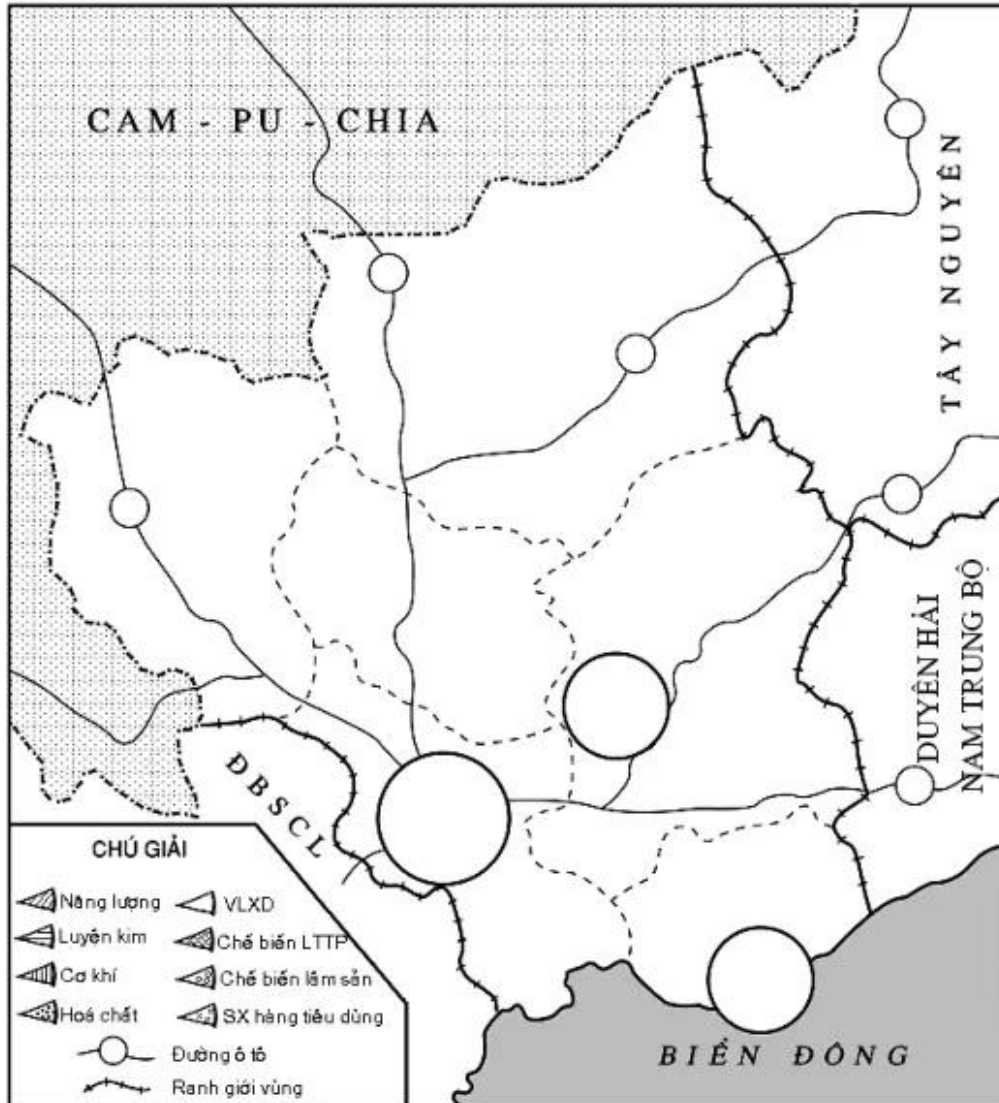 CAM - PU - CHIA
TÂY NGUYÊN
DUYÊN HẢI
NAM TRUNG BỘ
ĐBSCL
BIỂN ĐÔNG
CHÚ GIẢI
Năng lượng
VLXD
Luyện kim
Chế biến LTTP
Cơ khí
Chế biến lâm sản
Hoá chất
SX hàng tiêu dùng
Đường ô tô
Ranh giới vùng